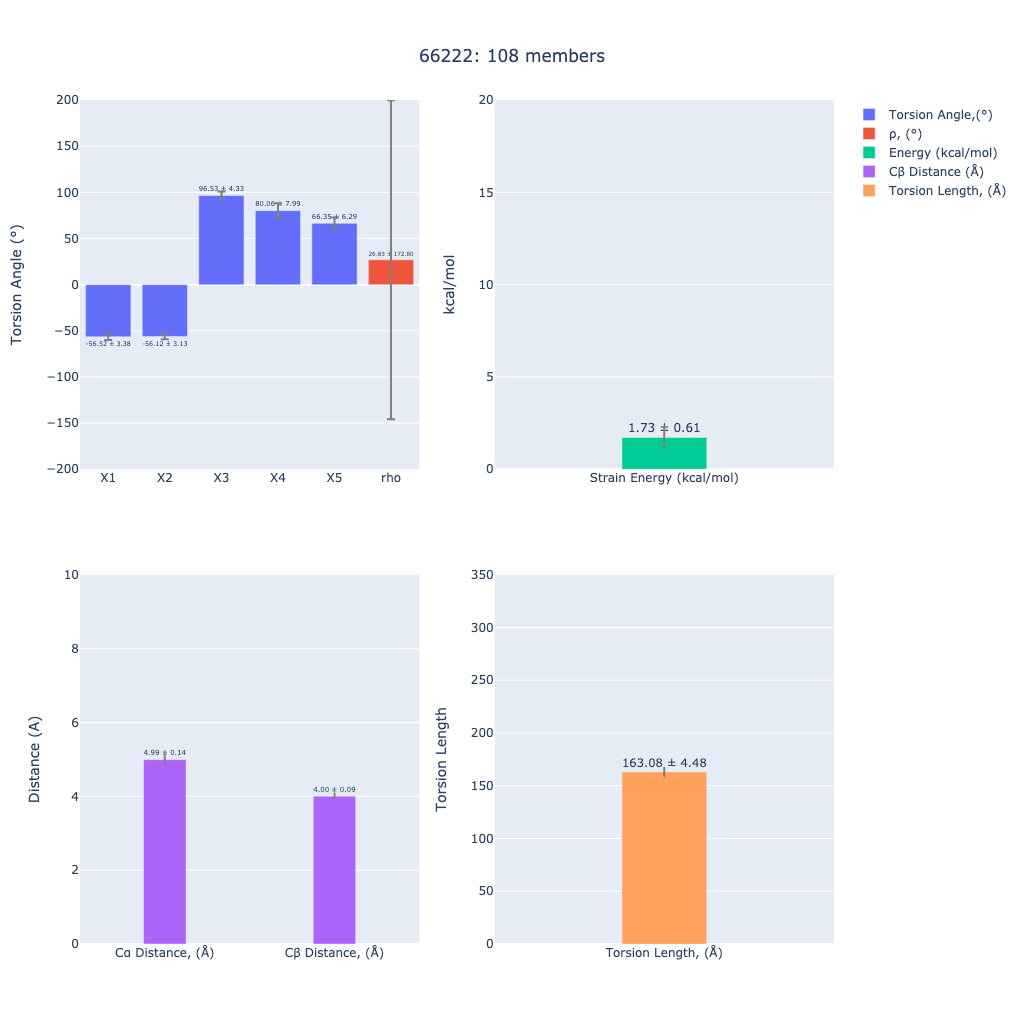 66222: 108 members
Torsion Angle (°)
200
150
100
50
0
−50
−100
−150
−200
-56.52 ± 3.38
-56.12 ± 3.13
96.53 ± 4.33
80.06 ± 7.99
66.35 ± 6.29
26.83 ± 172.80
X1 X2 X3 X4 X5 rho
kcal/mol
20
15
10
5
0
1.73 ± 0.61
Strain Energy (kcal/mol)
Torsion Angle,(°)
ρ, (°)
Energy (kcal/mol)
Cβ Distance (Å)
Torsion Length, (Å)
Distance (A)
10
8
6
4
2
0
4.99 ± 0.14
4.00 ± 0.09
Cα Distance, (Å) Cβ Distance, (Å)
Torsion Length
350
300
250
200
150
100
50
0
163.08 ± 4.48
Torsion Length, (Å)